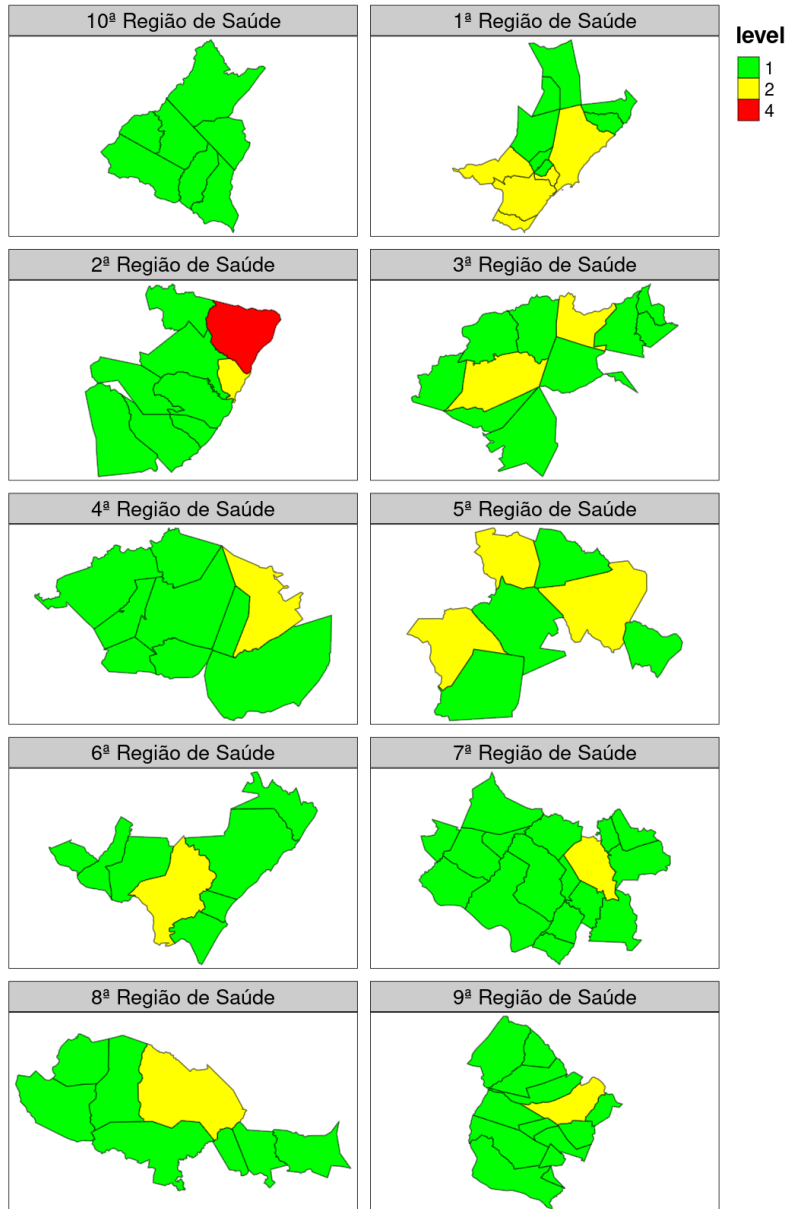 10ª Região de Saúde
1ª Região de Saúde
level
1
2
4
2ª Região de Saúde
3ª Região de Saúde
4ª Região de Saúde
5ª Região de Saúde
6ª Região de Saúde
7ª Região de Saúde
8ª Região de Saúde
9ª Região de Saúde